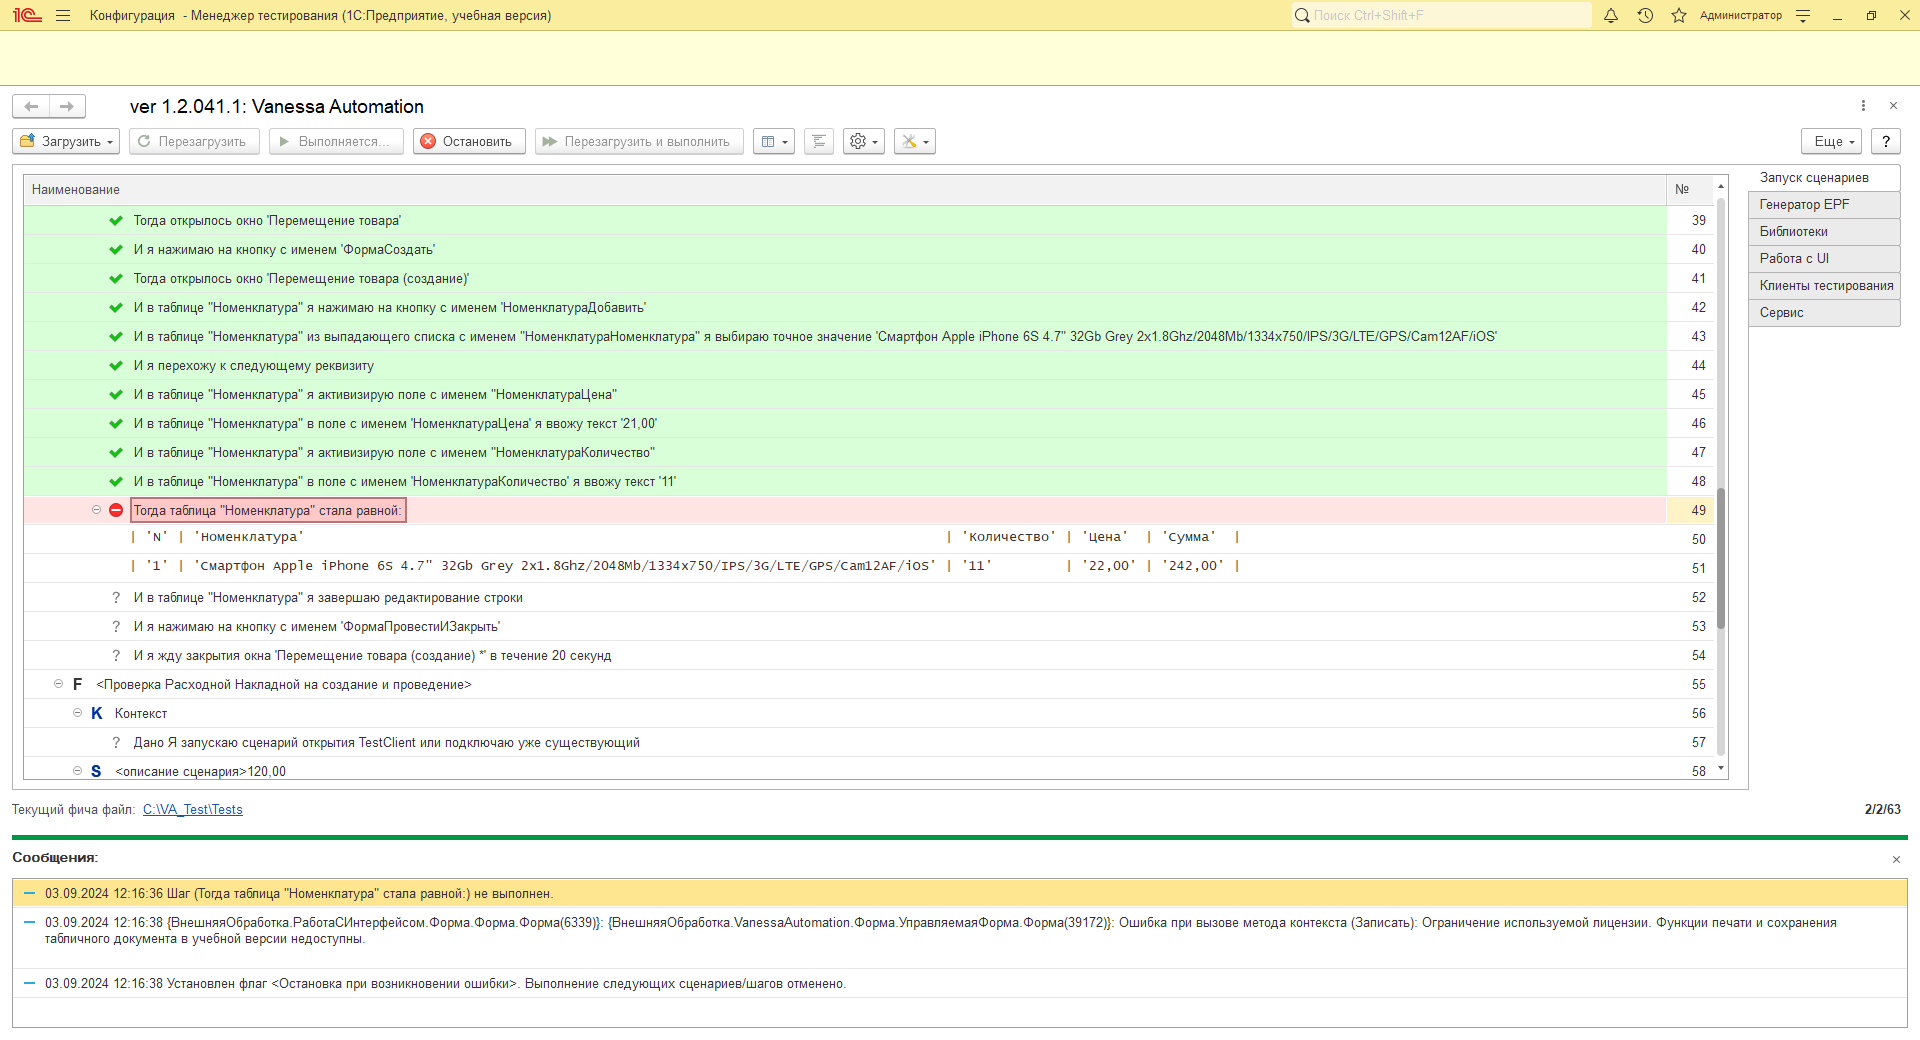 1С Конфигурация - Менеджер тестирования (1С:Предприятие, учебная версия)
Поиск Ctrl+Shift+F
Администратор
ver 1.2.041.1: Vanessa Automation
Загрузить
Перезагрузить
Выполняется...
Остановить
Перезагрузить и выполнить
Еще
?
Наименование №
Тогда открылось окно 'Перемещение товара' 39
И я нажимаю на кнопку с именем 'ФормаСоздать' 40
Тогда открылось окно 'Перемещение товара (создание)' 41
И в таблице "Номенклатура" я нажимаю на кнопку с именем 'НоменклатураДобавить' 42
И в таблице "Номенклатура" из выпадающего списка с именем "НоменклатураНоменклатура" я выбираю точное значение 'Смартфон Apple iPhone 6S 4.7" 32Gb Grey 2x1.8Ghz/2048Mb/1334x750/IPS/3G/LTE/GPS/Cam12AF/iOS' 43
И я перехожу к следующему реквизиту 44
И в таблице "Номенклатура" я активизирую поле с именем "НоменклатураЦена" 45
И в таблице "Номенклатура" в поле с именем 'НоменклатураЦена' я ввожу текст '21,00' 46
И в таблице "Номенклатура" я активизирую поле с именем "НоменклатураКоличество" 47
И в таблице "Номенклатура" в поле с именем 'НоменклатураКоличество' я ввожу текст '11' 48
Тогда таблица "Номенклатура" стала равной: 49
| 'N' | 'Номенклатура' | 'Количество' | 'Цена' | 'Сумма' | 50
| '1' | 'Смартфон Apple iPhone 6S 4.7" 32Gb Grey 2x1.8Ghz/2048Mb/1334x750/IPS/3G/LTE/GPS/Cam12AF/iOS' | '11' | '22,00' | '242,00' | 51
? И в таблице "Номенклатура" я завершаю редактирование строки 52
? И я нажимаю на кнопку с именем 'ФормаПровестиИЗакрыть' 53
? И я жду закрытия окна 'Перемещение товара (создание) *' в течение 20 секунд 54
F <Проверка Расходной Накладной на создание и проведение> 55
K Контекст 56
? Дано Я запускаю сценарий открытия TestClient или подключаю уже существующий 57
S <описание сценария>120,00 58
Запуск сценариев
Генератор EPF
Библиотеки
Работа с UI
Клиенты тестирования
Сервис
Текущий фича файл: C:\VA_Test\Tests 2/2/63
Сообщения:
03.09.2024 12:16:36 Шаг (Тогда таблица "Номенклатура" стала равной:) не выполнен.
03.09.2024 12:16:38 {ВнешняяОбработка.РаботаСИнтерфейсом.Форма.Форма.Форма(6339)}: {ВнешняяОбработка.VanessaAutomation.Форма.УправляемаяФорма.Форма(39172)}: Ошибка при вызове метода контекста (Записать): Ограничение используемой лицензии. Функции печати и сохранения
табличного документа в учебной версии недоступны.
03.09.2024 12:16:38 Установлен флаг <Остановка при возникновении ошибки>. Выполнение следующих сценариев/шагов отменено.